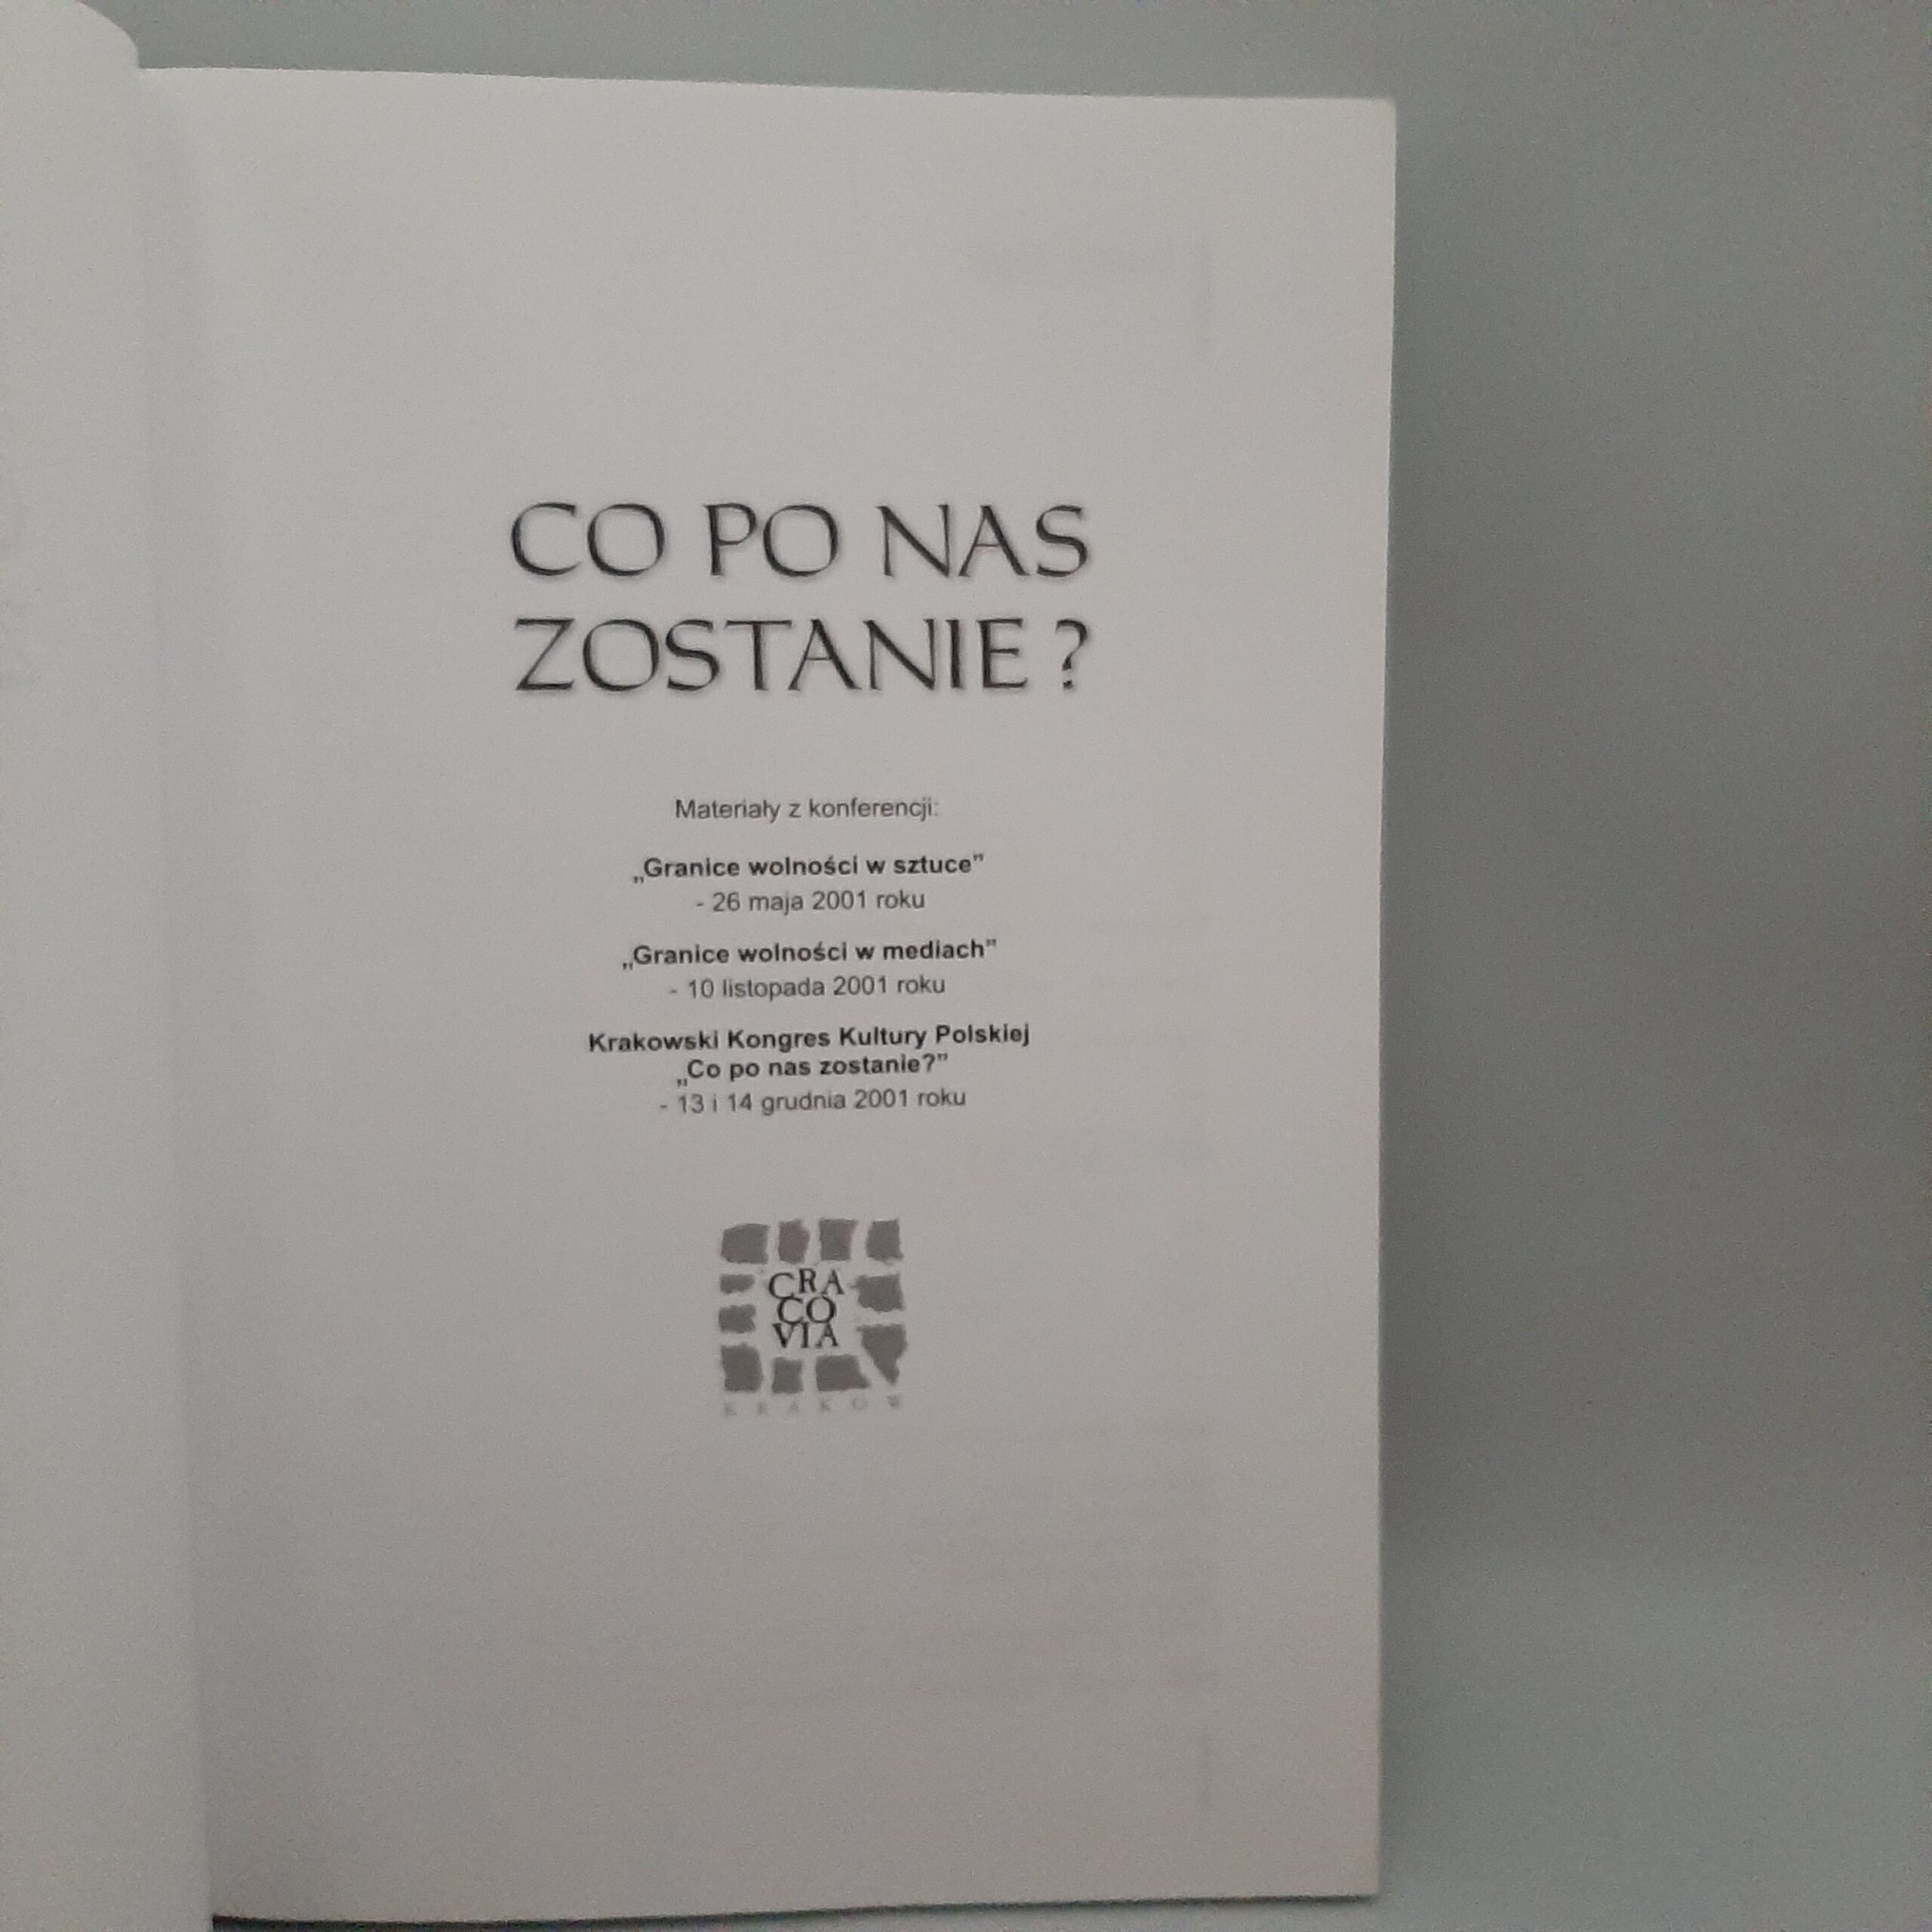 CO PO NAS
ZOSTANIE ?
Materiały z konferencji:
„Granice wolności w sztuce”
- 26 maja 2001 roku
„Granice wolności w mediach”
- 10 listopada 2001 roku
Krakowski Kongres Kultury Polskiej
„Co po nas zostanie?”
- 13 i 14 grudnia 2001 roku
CRA
CO
VIA
KRAKOW